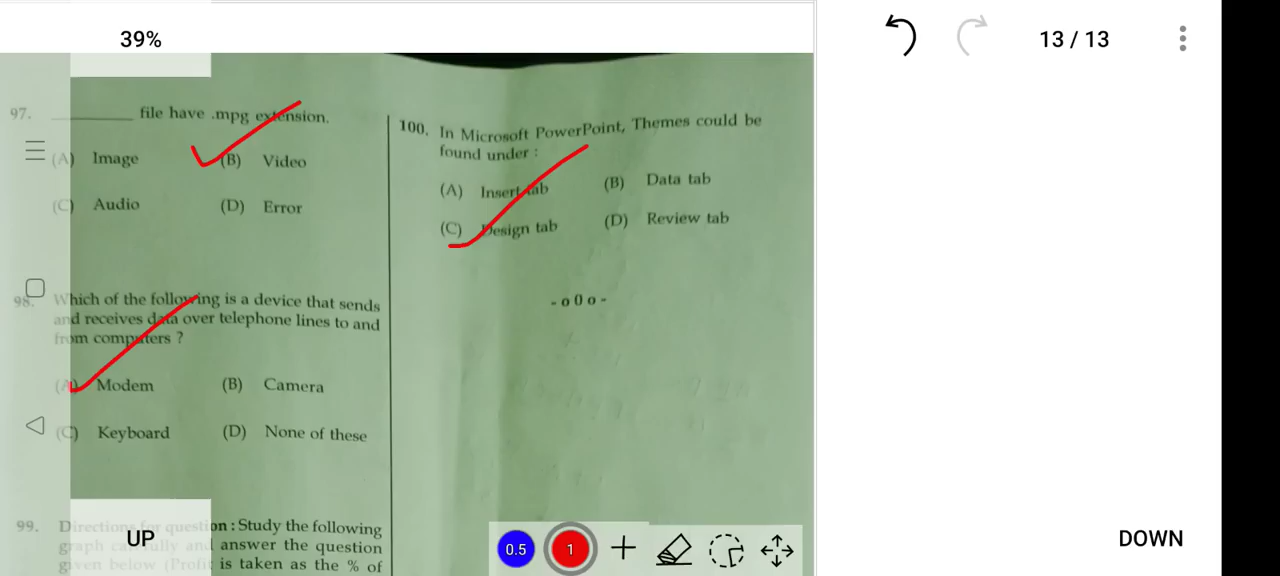 39%
13 / 13
97. ________ file have .mpg extension.
(A) Image
(B) Video
(C) Audio
(D) Error
98. Which of the following is a device that sends
and receives data over telephone lines to and
from computers ?
(A) Modem
(B) Camera
(C) Keyboard
(D) None of these
99. Directions for question : Study the following
graph carefully and answer the question
given below (Profit is taken as the % of
100. In Microsoft PowerPoint, Themes could be
found under :
(A) Insert tab
(B) Data tab
(C) Design tab
(D) Review tab
- o 0 o -
UP
0.5
1
DOWN